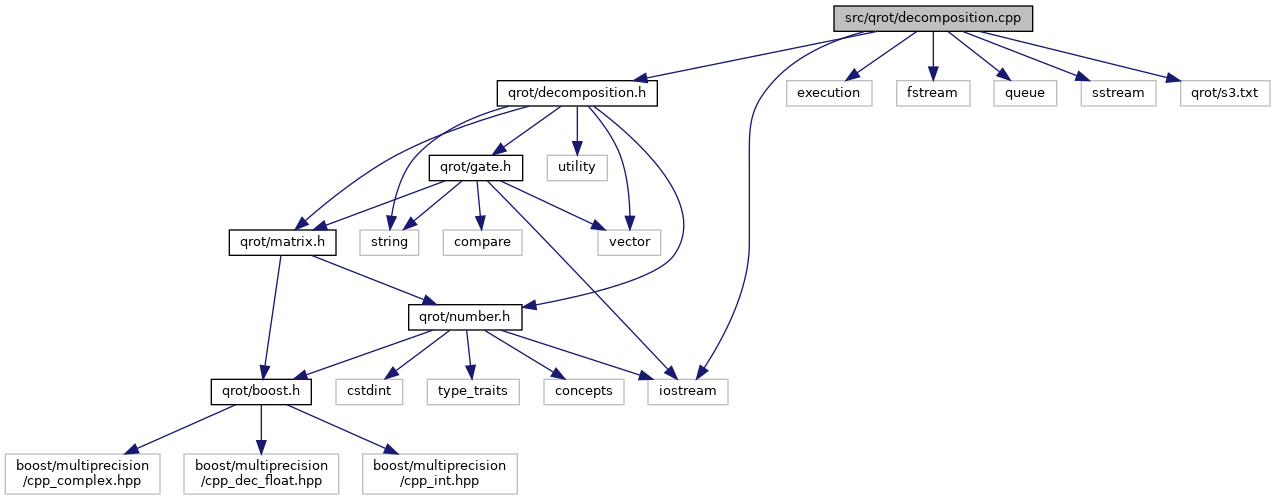 src/qrot/decomposition.cpp
qrot/decomposition.h
execution
fstream
queue
sstream
qrot/s3.txt
qrot/gate.h
utility
qrot/matrix.h
string
compare
vector
qrot/number.h
qrot/boost.h
cstdint
type_traits
concepts
iostream
boost/multiprecision
/cpp_complex.hpp
boost/multiprecision
/cpp_dec_float.hpp
boost/multiprecision
/cpp_int.hpp